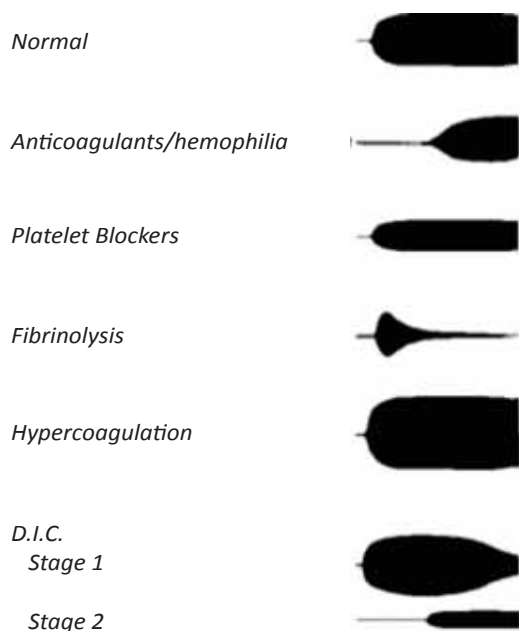 Normal
Anticoagulants/hemophilia
Platelet Blockers
Fibrinolysis
Hypercoagulation
D.I.C.
Stage 1
Stage 2